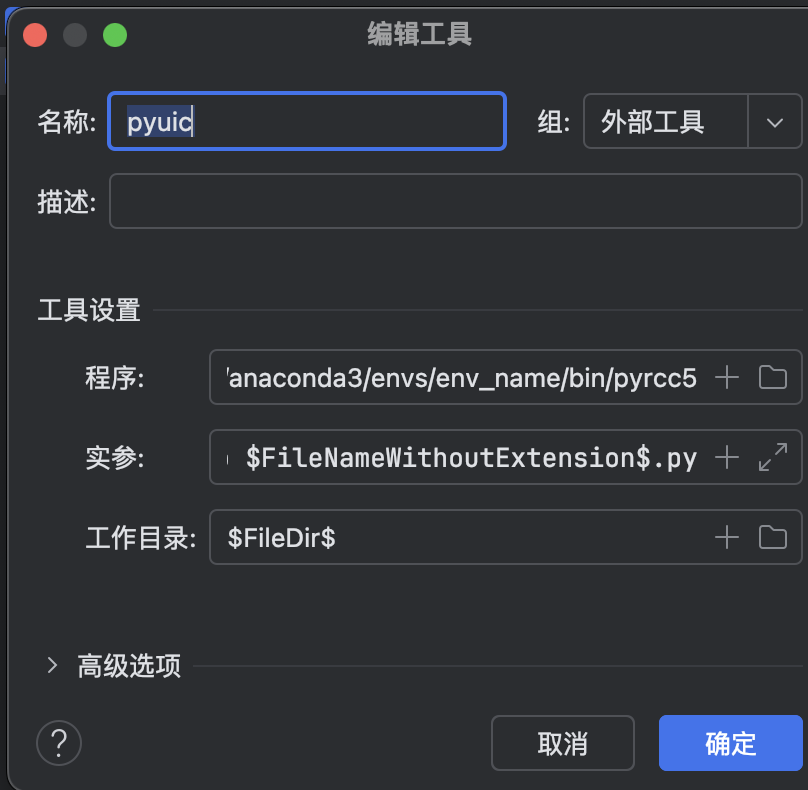 编辑工具
名称: pyuic 组: 外部工具
描述:
工具设置
程序: /anaconda3/envs/env_name/bin/pyrcc5
实参: $FileNameWithoutExtension$.py
工作目录: $FileDir$
高级选项
? 取消 确定